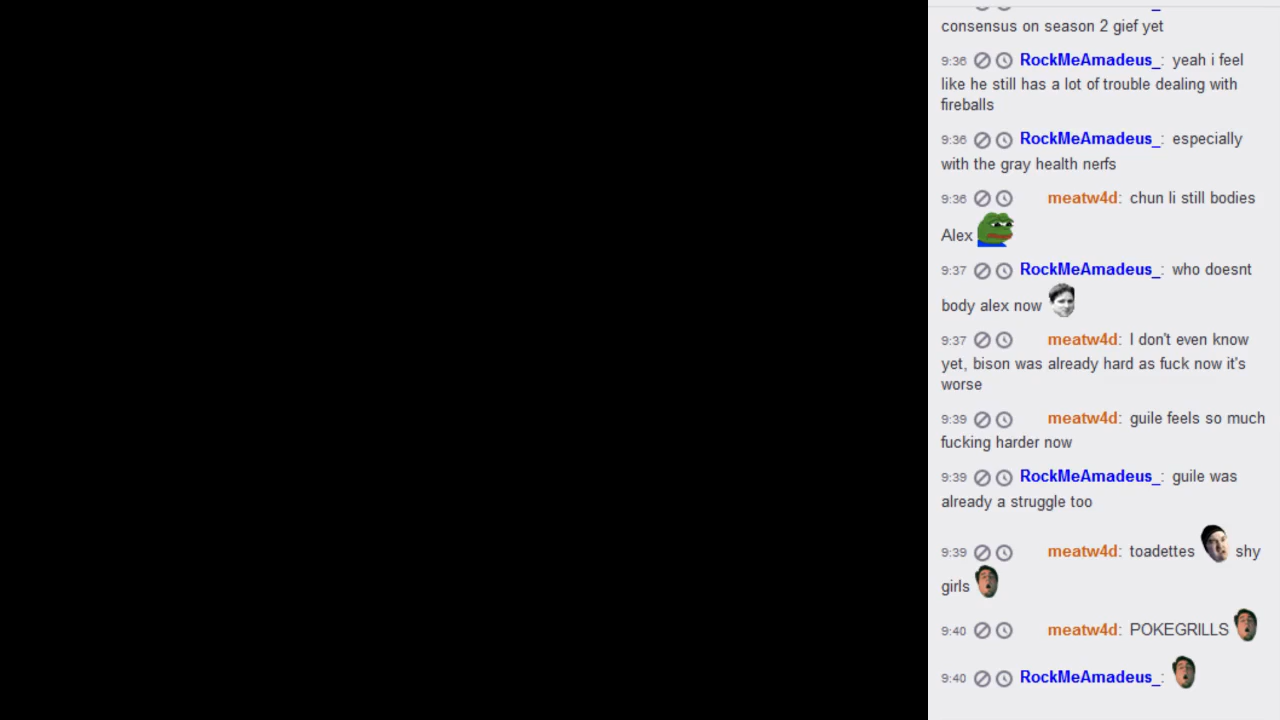 consensus on season 2 gief yet
9:36 RockMeAmadeus_: yeah i feel
like he still has a lot of trouble dealing with
fireballs
9:36 RockMeAmadeus_: especially
with the gray health nerfs
9:36 meatw4d: chun li still bodies
Alex
9:37 RockMeAmadeus_: who doesnt
body alex now
9:37 meatw4d: I don't even know
yet, bison was already hard as fuck now it's
worse
9:39 meatw4d: guile feels so much
fucking harder now
9:39 RockMeAmadeus_: guile was
already a struggle too
9:39 meatw4d: toadettes shy
girls
9:40 meatw4d: POKEGRILLS
9:40 RockMeAmadeus_: